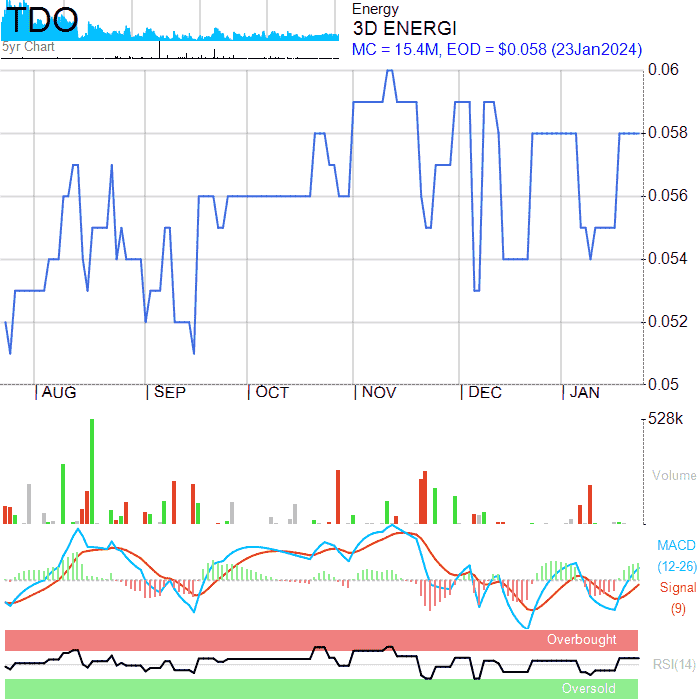 TDO
5yr Chart
Energy
3D ENERGI
MC = 15.4M, EOD = $0.058 (23Jan2024)
0.06
0.058
0.056
0.054
0.052
0.05
AUG SEP OCT NOV DEC JAN
528k
Volume
MACD
(12-26)
Signal
(9)
Overbought
RSI(14)
Oversold